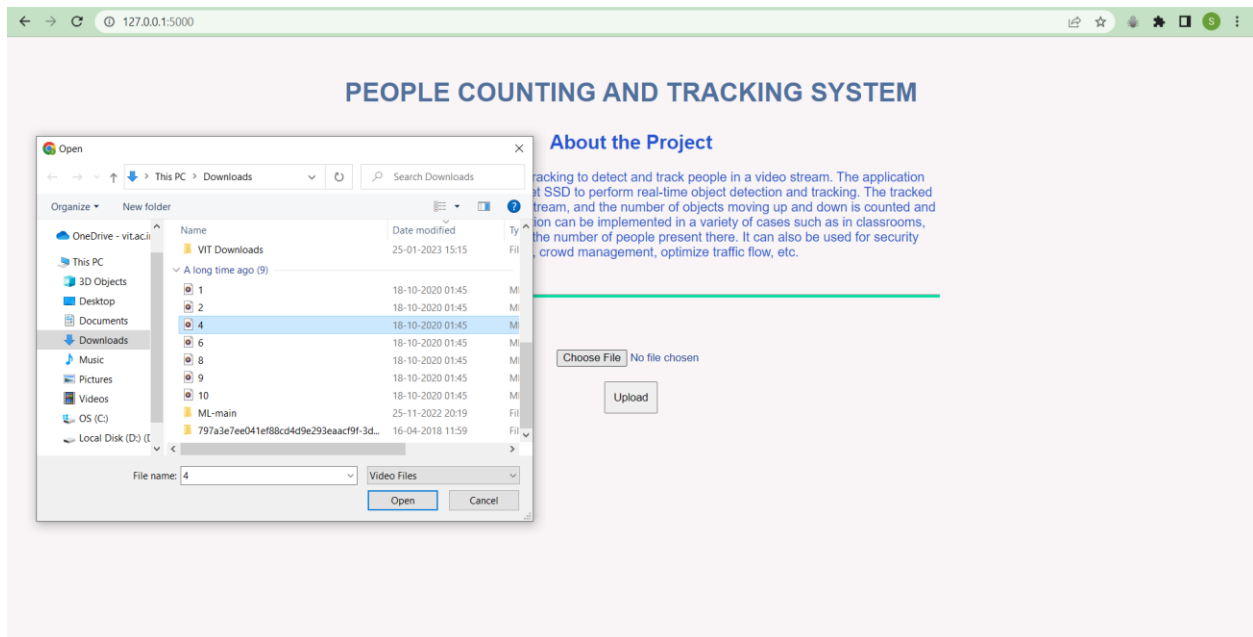 127.0.0.1:5000
S
PEOPLE COUNTING AND TRACKING SYSTEM
About the Project
racking to detect and track people in a video stream. The application
SSD to perform real-time object detection and tracking. The tracked
tream, and the number of objects moving up and down is counted and
ion can be implemented in a variety of cases such as in classrooms,
the number of people present there. It can also be used for security
, crowd management, optimize traffic flow, etc.
Open
This PC > Downloads
Search Downloads
Organize
New folder
Name
Date modified
Ty
OneDrive - vit.ac.i
VIT Downloads
25-01-2023 15:15
Fil
This PC
A long time ago (9)
3D Objects
1
18-10-2020 01:45
Desktop
2
18-10-2020 01:45
Documents
4
18-10-2020 01:45
Downloads
6
18-10-2020 01:45
Music
8
18-10-2020 01:45
Pictures
9
18-10-2020 01:45
Videos
10
18-10-2020 01:45
OS (C:)
ML-main
25-11-2022 20:19
Fil
Local Disk (D:)
797a3e7ee041ef88cd4d9e293eaacf9f-3d...
16-04-2018 11:59
Fil
File name:
4
Video Files
Open
Cancel
Choose File
No file chosen
Upload